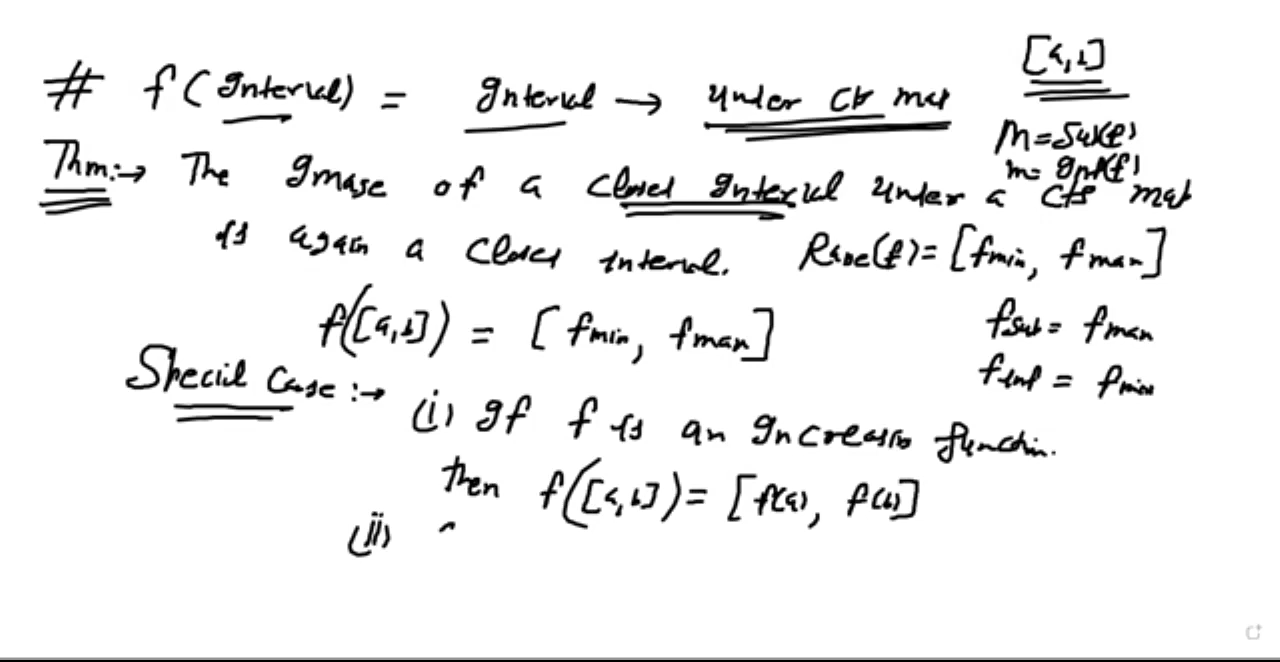 # f(Interval) = Interval → under cts map
[a,b]
M = Sup(f)
m = Inf(f)
Thm:→ The Image of a closed Interval under a cts map
is again a closed interval.
Range(f) = [fmin, fmax]
f([a,b]) = [fmin, fmax]
fsup = fmax
finf = fmin
Special Case:→
(i) If f is an Increasing function.
then f([a,b]) = [f(a), f(b)]
(ii)